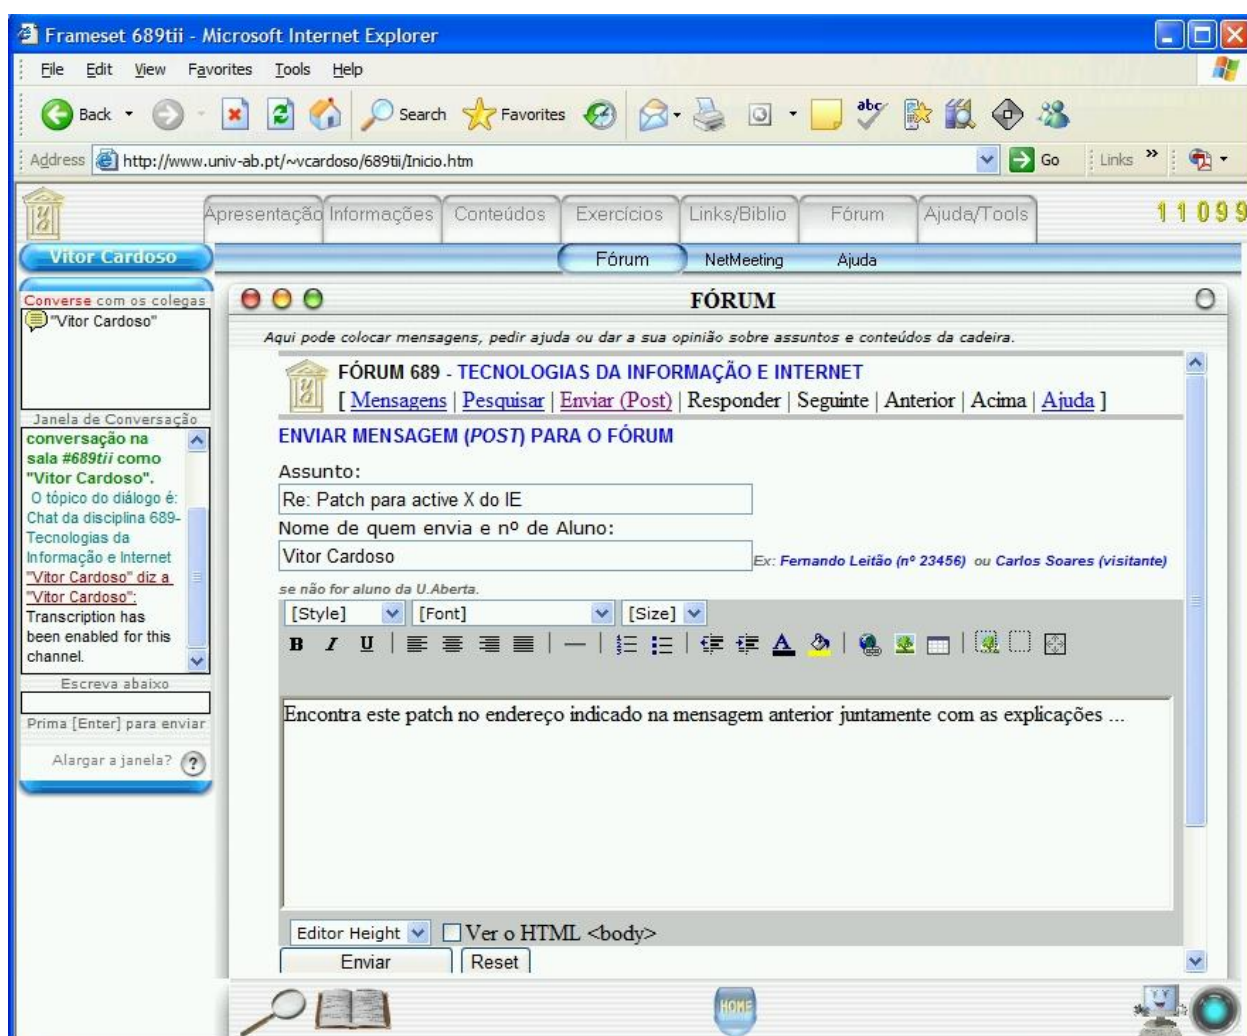 Frameset 689tii - Microsoft Internet Explorer
File Edit View Favorites Tools Help
Back Search Favorites abc
Address http://www.univ-ab.pt/~vcardoso/689tii/Inicio.htm Go Links »
Apresentação Informações Conteúdos Exercícios Links/Biblio Fórum Ajuda/Tools 11099
Vitor Cardoso
Fórum NetMeeting Ajuda
Converse com os colegas
"Vitor Cardoso"
Janela de Conversação
conversação na
sala #689tii como
"Vitor Cardoso".
O tópico do diálogo é:
Chat da disciplina 689-
Tecnologias da
Informação e Internet
"Vitor Cardoso" diz a
"Vitor Cardoso":
Transcription has
been enabled for this
channel.
Escreva abaixo
Prima [Enter] para enviar
Alargar a janela? ?
FÓRUM
Aqui pode colocar mensagens, pedir ajuda ou dar a sua opinião sobre assuntos e conteúdos da cadeira.
FÓRUM 689 - TECNOLOGIAS DA INFORMAÇÃO E INTERNET
[ Mensagens | Pesquisar | Enviar (Post) | Responder | Seguinte | Anterior | Acima | Ajuda ]
ENVIAR MENSAGEM (POST) PARA O FÓRUM
Assunto:
Re: Patch para active X do IE
Nome de quem envia e nº de Aluno:
Vitor Cardoso Ex: Fernando Leitão (nº 23456) ou Carlos Soares (visitante)
se não for aluno da U.Aberta.
[Style] [Font] [Size]
B I U A
Encontra este patch no endereço indicado na mensagem anterior juntamente com as explicações ...
Editor Height Ver o HTML <body>
Enviar Reset
HOME